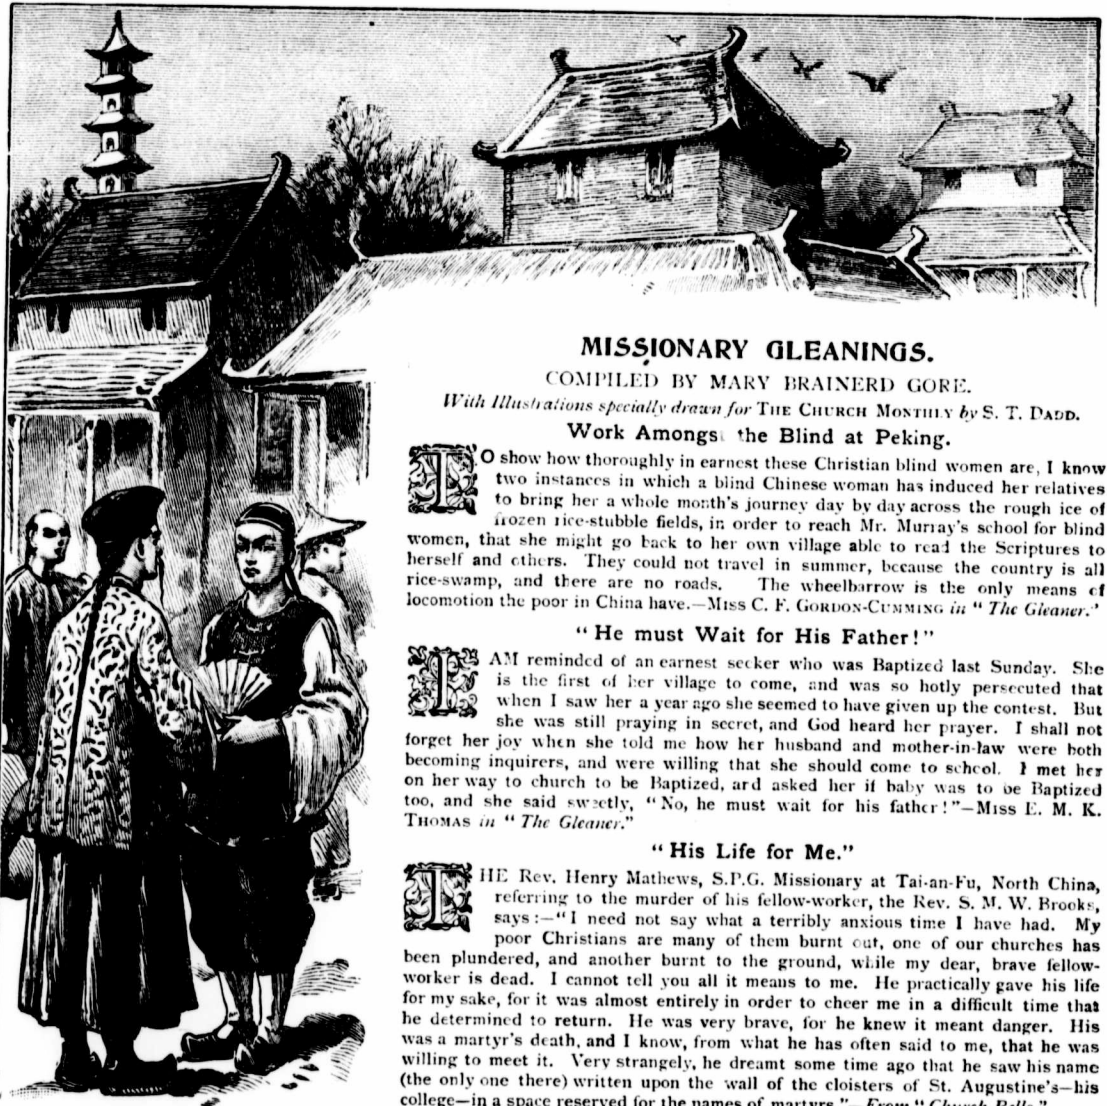 MISSIONARY GLEANINGS.
COMPILED BY MARY BRAINERD GORE.
With Illustrations specially drawn for THE CHURCH MONTHLY by S. T. DADD.
Work Amongs the Blind at Peking.
TO show how thoroughly in earnest these Christian blind women are, I know
two instances in which a blind Chinese woman has induced her relatives
to bring her a whole month's journey day by day across the rough ice of
frozen rice-stubble fields, in order to reach Mr. Murray's school for blind
women, that she might go back to her own village able to read the Scriptures to
herself and others. They could not travel in summer, because the country is all
rice-swamp, and there are no roads. The wheelbarrow is the only means of
locomotion the poor in China have.—MISS C. F. GORDON-CUMMING in "The Gleaner."
"He must Wait for His Father!"
I AM reminded of an earnest seeker who was Baptized last Sunday. She
is the first of her village to come, and was so hotly persecuted that
when I saw her a year ago she seemed to have given up the contest. But
she was still praying in secret, and God heard her prayer. I shall not
forget her joy when she told me how her husband and mother-in-law were both
becoming inquirers, and were willing that she should come to school. I met her
on her way to church to be Baptized, and asked her if baby was to be Baptized
too, and she said sweetly, "No, he must wait for his father!"—MISS E. M. K.
THOMAS in "The Gleaner."
"His Life for Me."
THE Rev. Henry Mathews, S.P.G. Missionary at Tai-an-Fu, North China,
referring to the murder of his fellow-worker, the Rev. S. M. W. Brooks,
says:—"I need not say what a terribly anxious time I have had. My
poor Christians are many of them burnt out, one of our churches has
been plundered, and another burnt to the ground, while my dear, brave fellow-
worker is dead. I cannot tell you all it means to me. He practically gave his life
for my sake, for it was almost entirely in order to cheer me in a difficult time that
he determined to return. He was very brave, for he knew it meant danger. His
was a martyr's death, and I know, from what he has often said to me, that he was
willing to meet it. Very strangely, he dreamt some time ago that he saw his name
(the only one there) written upon the wall of the cloisters of St. Augustine's—his
college—in a space reserved for the names of martyrs."—From "Church Bells."